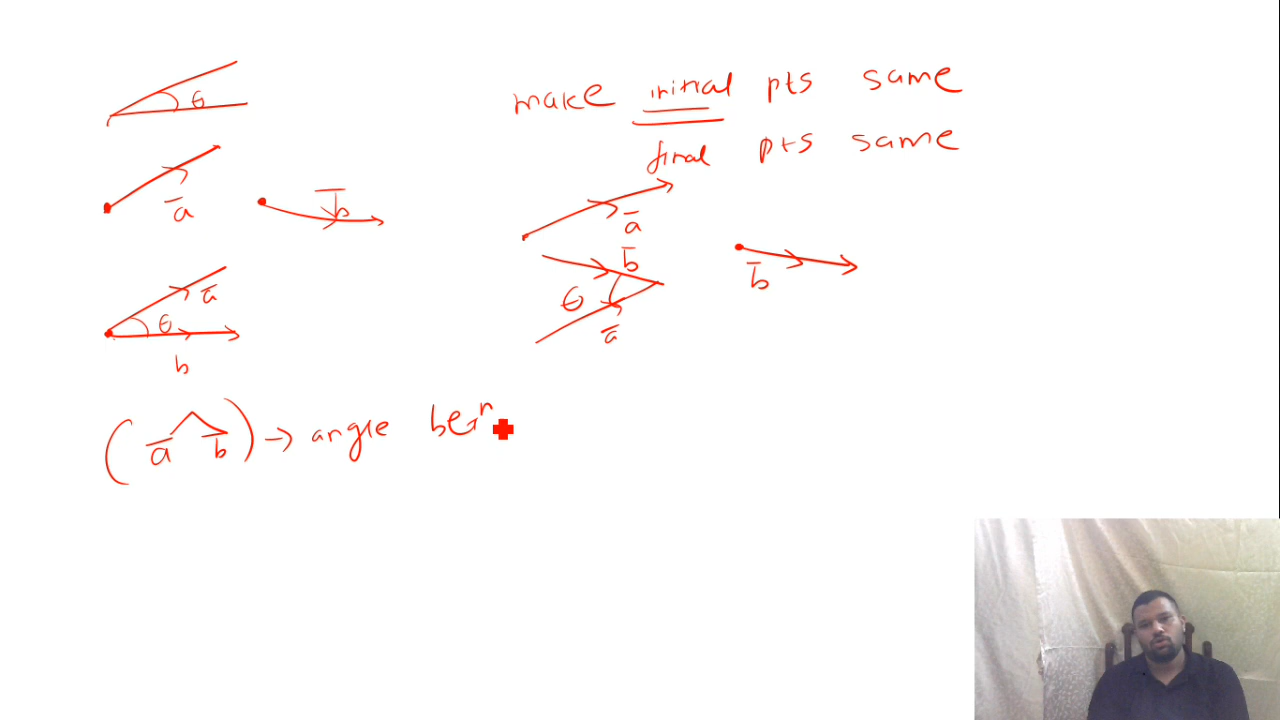 θ
make initial pts same
final pts same
a̅
b̅
a̅
b̅
b̅
a̅
θ
θ
a̅
b
(a̅ ^ b̅) → angle betⁿ